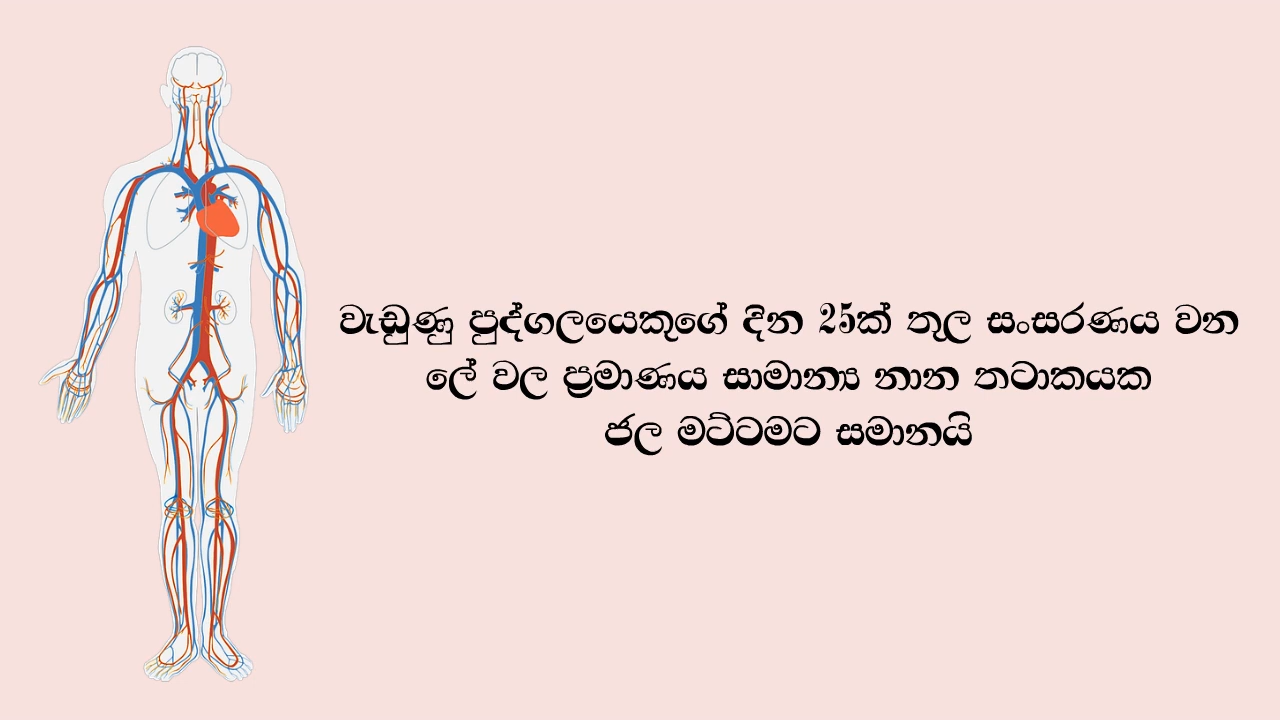 වැඩුණු පුද්ගලයෙකුගේ දින 25ක් තුල සංසරණය වන
ලේ වල ප්‍රමාණය සාමාන්‍ය නාන තටාකයක
ජල මට්ටමට සමානයි